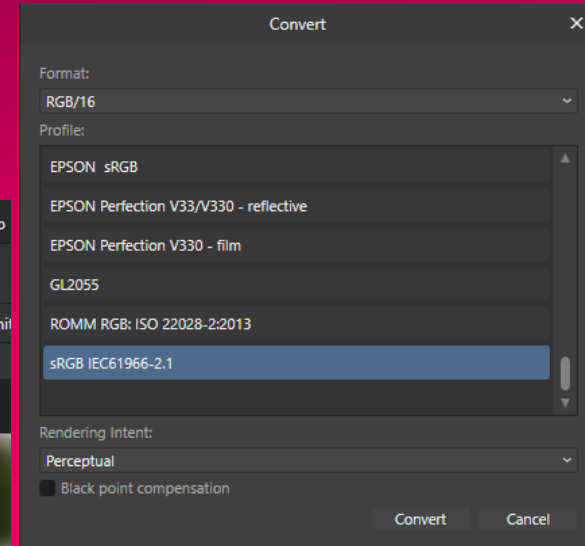 Convert
Format:
RGB/16
Profile:
EPSON  sRGB
EPSON Perfection V33/V330 - reflective
EPSON Perfection V330 - film
GL2055
ROMM RGB: ISO 22028-2:2013
sRGB IEC61966-2.1
Rendering Intent:
Perceptual
Black point compensation
Convert Cancel